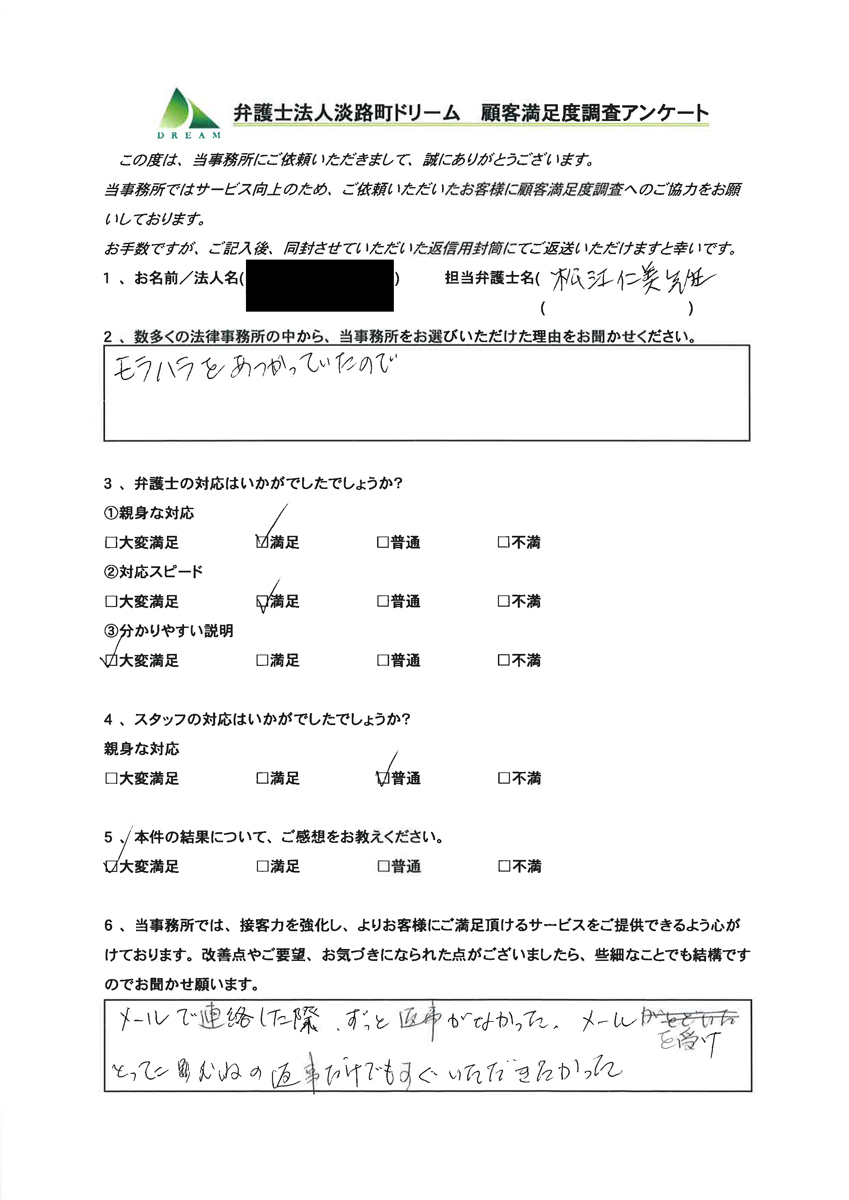 DREAM
弁護士法人淡路町ドリーム　顧客満足度調査アンケート
この度は、当事務所にご依頼いただきまして、誠にありがとうございます。
当事務所ではサービス向上のため、ご依頼いただいたお客様に顧客満足度調査へのご協力をお願
いしております。
お手数ですが、ご記入後、同封させていただいた返信用封筒にてご返送いただけますと幸いです。
1、お名前／法人名(　) 担当弁護士名( 松江仁美先生
(　)
2、数多くの法律事務所の中から、当事務所をお選びいただけた理由をお聞かせください。
モラハラをあつかっていたので
3、弁護士の対応はいかがでしたでしょうか?
①親身な対応
□大変満足 ☑満足 □普通 □不満
②対応スピード
□大変満足 ☑満足 □普通 □不満
③分かりやすい説明
☑大変満足 □満足 □普通 □不満
4、スタッフの対応はいかがでしたでしょうか?
親身な対応
□大変満足 □満足 ☑普通 □不満
5、本件の結果について、ご感想をお教えください。
☑大変満足 □満足 □普通 □不満
6、当事務所では、接客力を強化し、よりお客様にご満足頂けるサービスをご提供できるよう心が
けております。改善点やご要望、お気づきになられた点がございましたら、些細なことでも結構です
のでお聞かせ願います。
メールで連絡した際、ずっと返事がなかった。メールがとどいた
を受け
とってこ むねの返事だけでもすぐいただきたかった